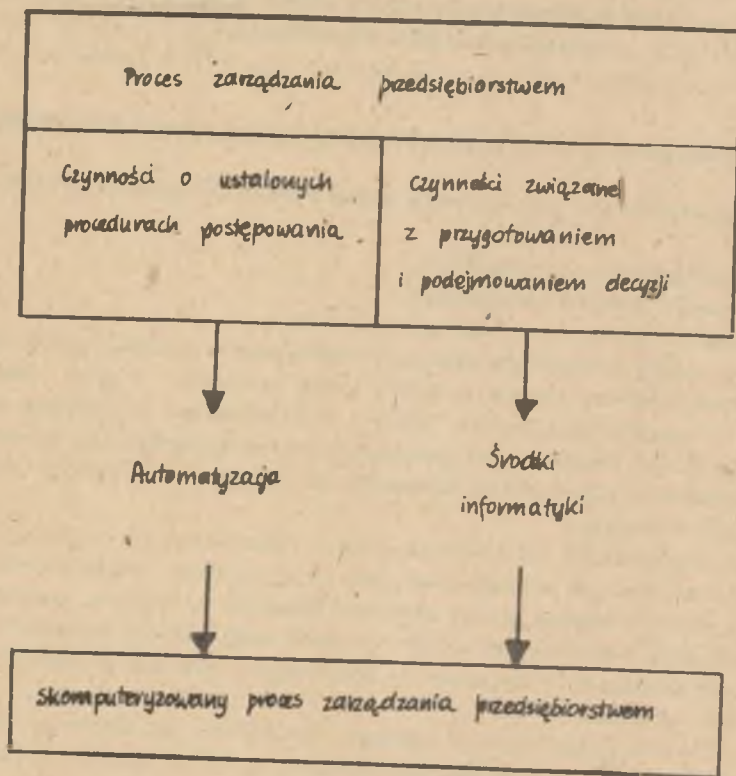 Proces zarządzania przedsiębiorstwem
Czynności o ustalonych
procedurach postępowania
Czynności związane
z przygotowaniem
i podejmowaniem decyzji
Automatyzacja
Środki
informatyki
Skomputeryzowany proces zarządzania przedsiębiorstwem